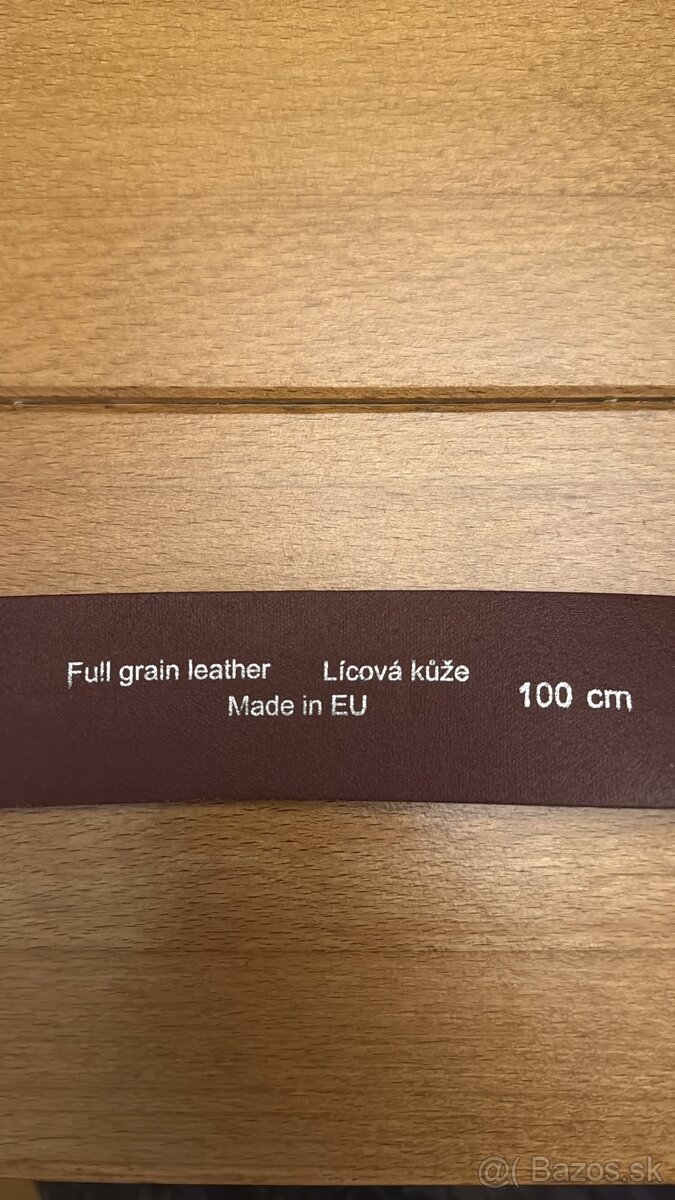 Full grain leather Lícová kůže
Made in EU
100 cm
@( Bazos.sk